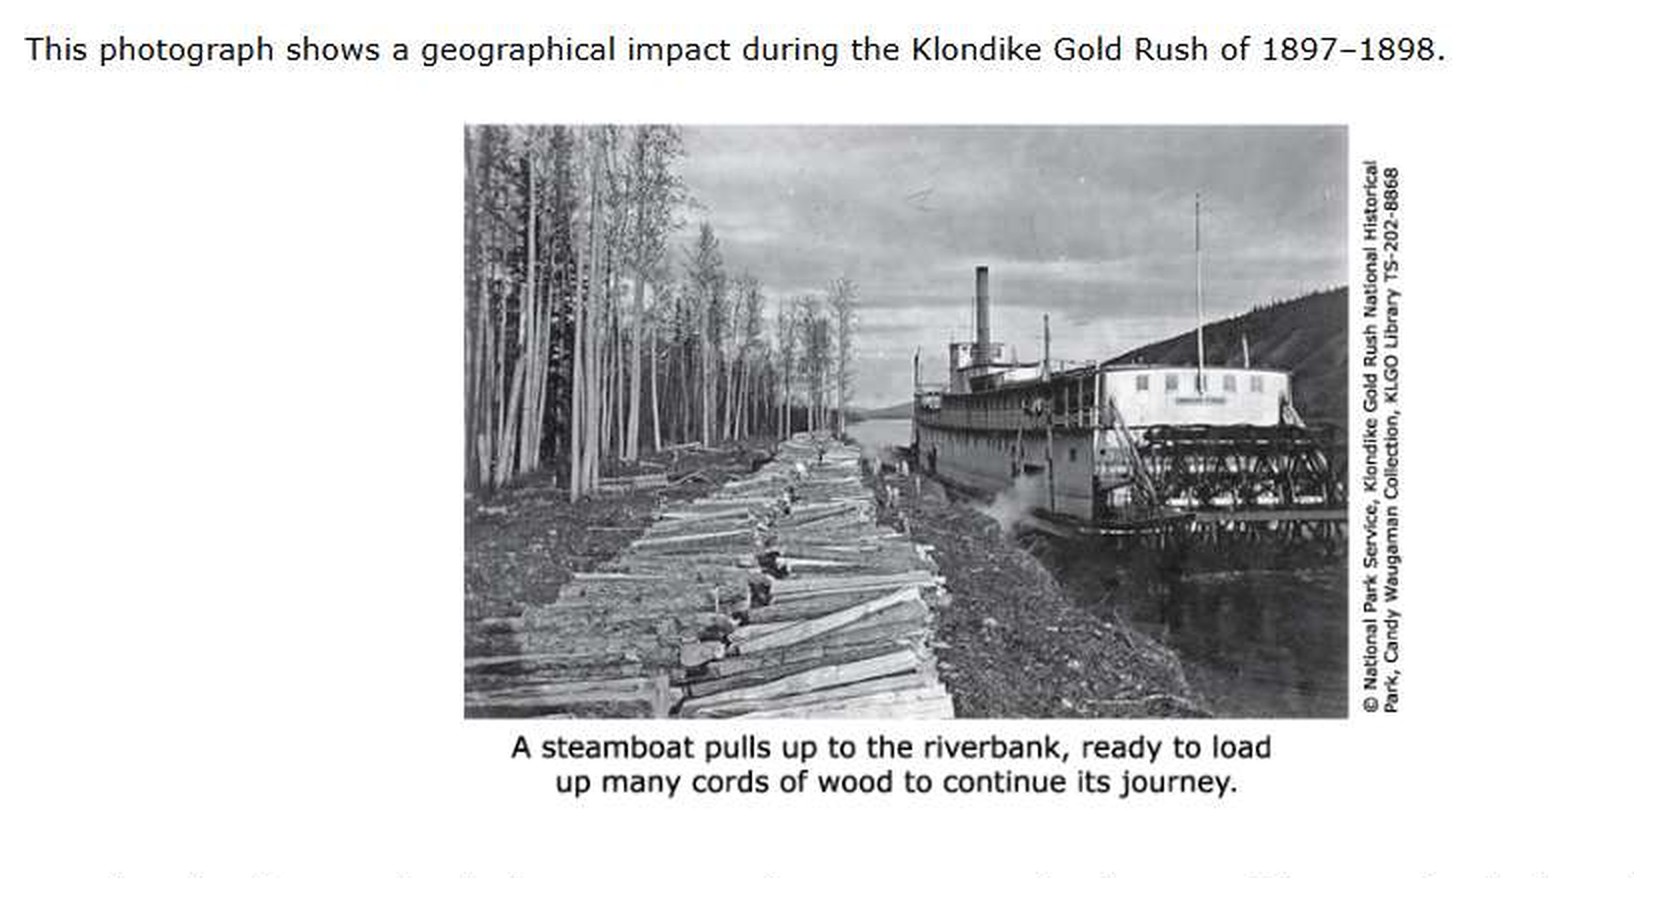 This photograph shows a geographical impact during the Klondike Gold Rush of 1897–1898.
© National Park Service, Klondike Gold Rush National Historical
Park, Candy Waugaman Collection, KLGO Library TS-202-8868
A steamboat pulls up to the riverbank, ready to load
up many cords of wood to continue its journey.